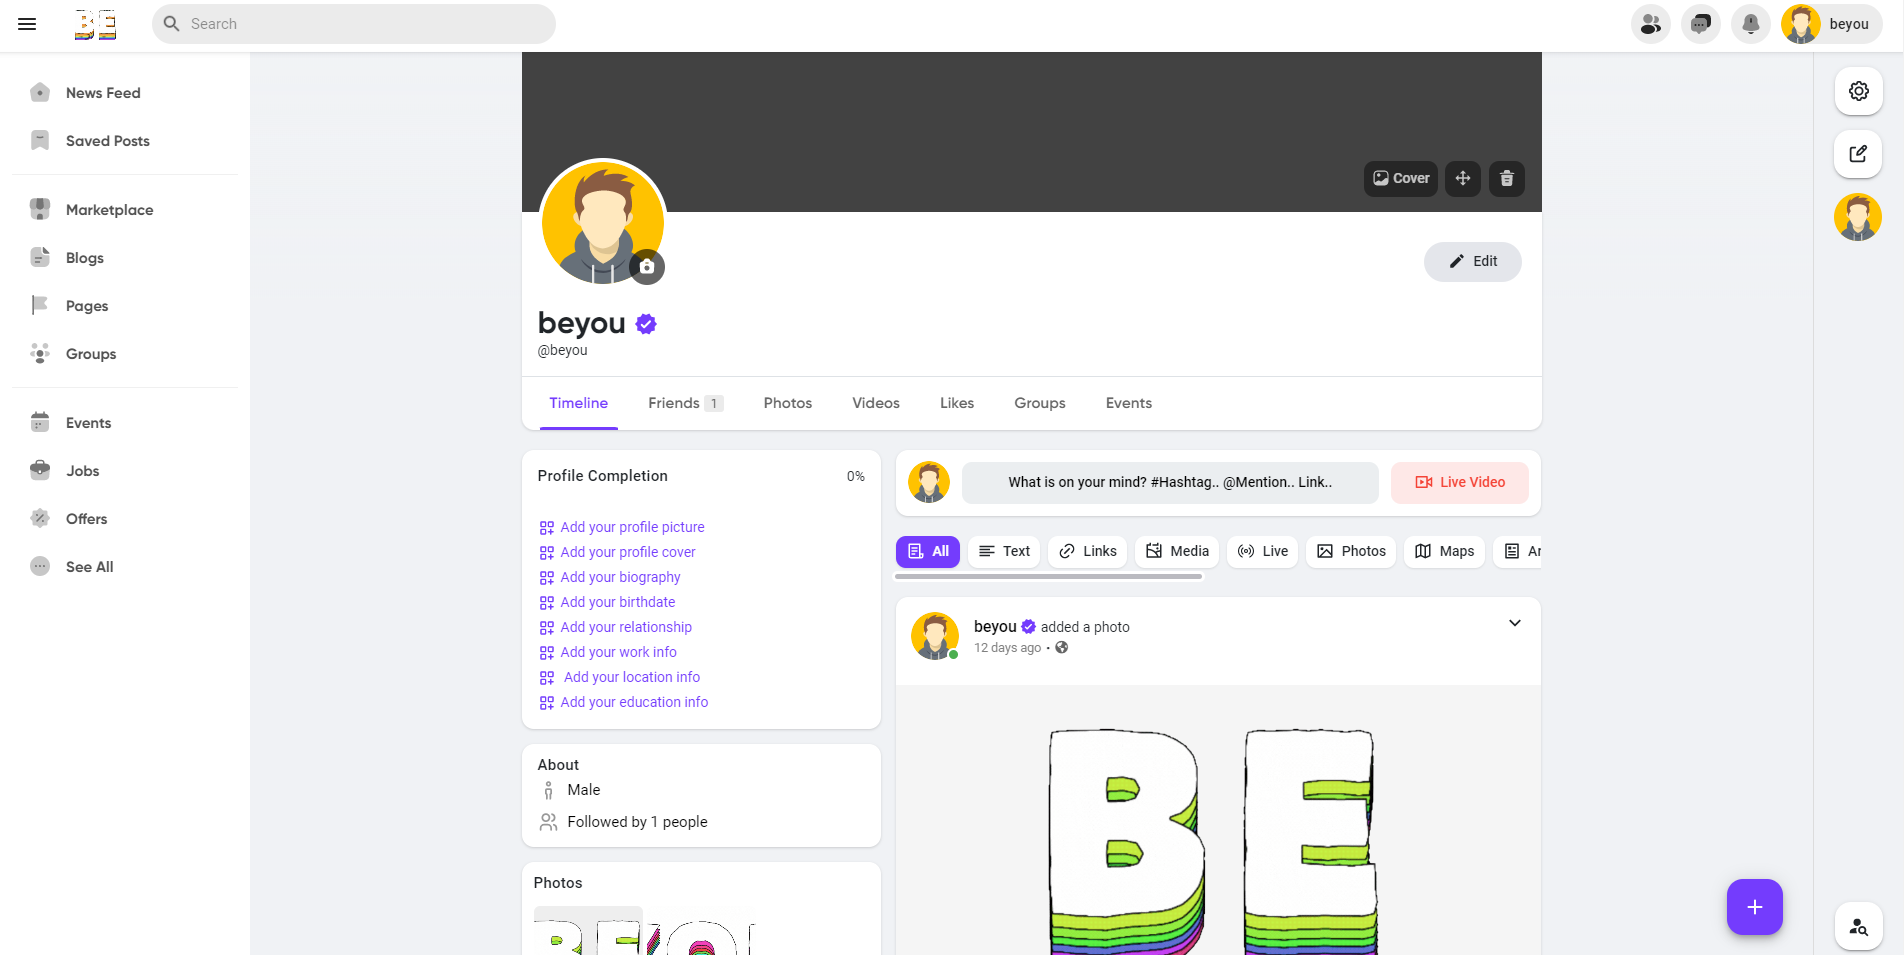 BE
Search
beyou
News Feed
Saved Posts
Marketplace
Blogs
Pages
Groups
Events
Jobs
Offers
See All
Cover
Edit
beyou
@beyou
Timeline
Friends 1
Photos
Videos
Likes
Groups
Events
Profile Completion
0%
Add your profile picture
Add your profile cover
Add your biography
Add your birthdate
Add your relationship
Add your work info
Add your location info
Add your education info
About
Male
Followed by 1 people
Photos
What is on your mind? #Hashtag.. @Mention.. Link..
Live Video
All
Text
Links
Media
Live
Photos
Maps
beyou added a photo
12 days ago
BE